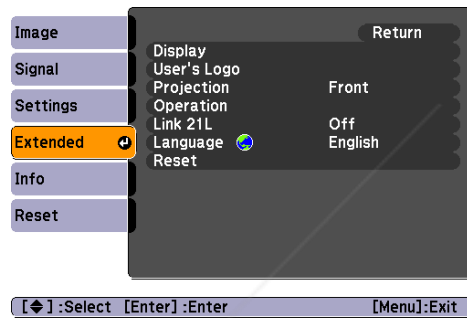 Image
Signal
Settings
Extended
Info
Reset
Return
Display
User's Logo
Projection Front
Operation
Link 21L Off
Language English
Reset
[◆] :Select [Enter] :Enter [Menu]:Exit